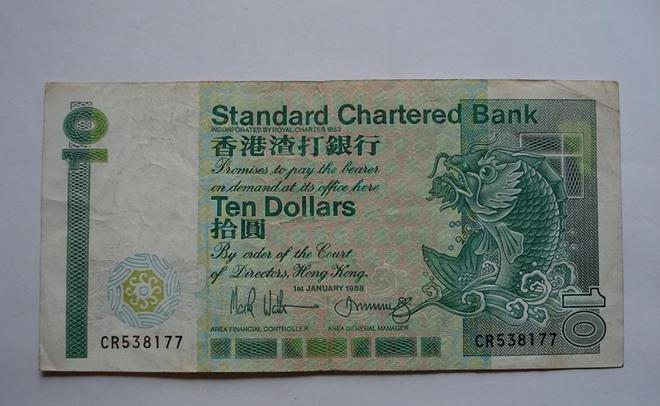 10
Standard Chartered Bank
INCORPORATED BY ROYAL CHARTER 1853
香港渣打銀行
Promises to pay the bearer
on demand at its office here
Ten Dollars
拾圓
By order of the Court
of Directors, Hong Kong.
1st JANUARY 1988
AREA FINANCIAL CONTROLLER AREA GENERAL MANAGER
CR538177 CR538177
10